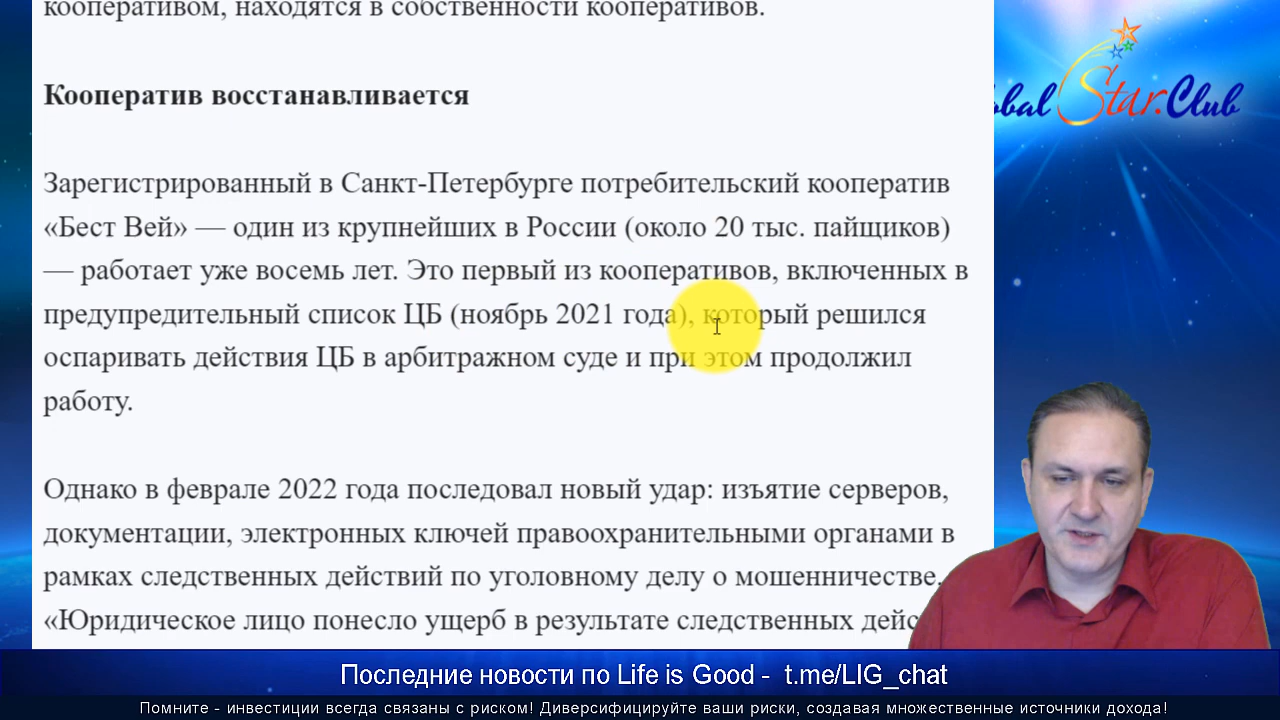 кооперативом, находятся в собственности кооперативов.
Кооператив восстанавливается
Зарегистрированный в Санкт-Петербурге потребительский кооператив
«Бест Вей» — один из крупнейших в России (около 20 тыс. пайщиков)
— работает уже восемь лет. Это первый из кооперативов, включенных в
предупредительный список ЦБ (ноябрь 2021 года), который решился
оспаривать действия ЦБ в арбитражном суде и при этом продолжил
работу.
Однако в феврале 2022 года последовал новый удар: изъятие серверов,
документации, электронных ключей правоохранительными органами в
рамках следственных действий по уголовному делу о мошенничестве.
«Юридическое лицо понесло ущерб в результате следственных
obal Star.Club
Последние новости по Life is Good - t.me/LIG_chat
Помните - инвестиции всегда связаны с риском! Диверсифицируйте ваши риски, создавая множественные источники дохода!